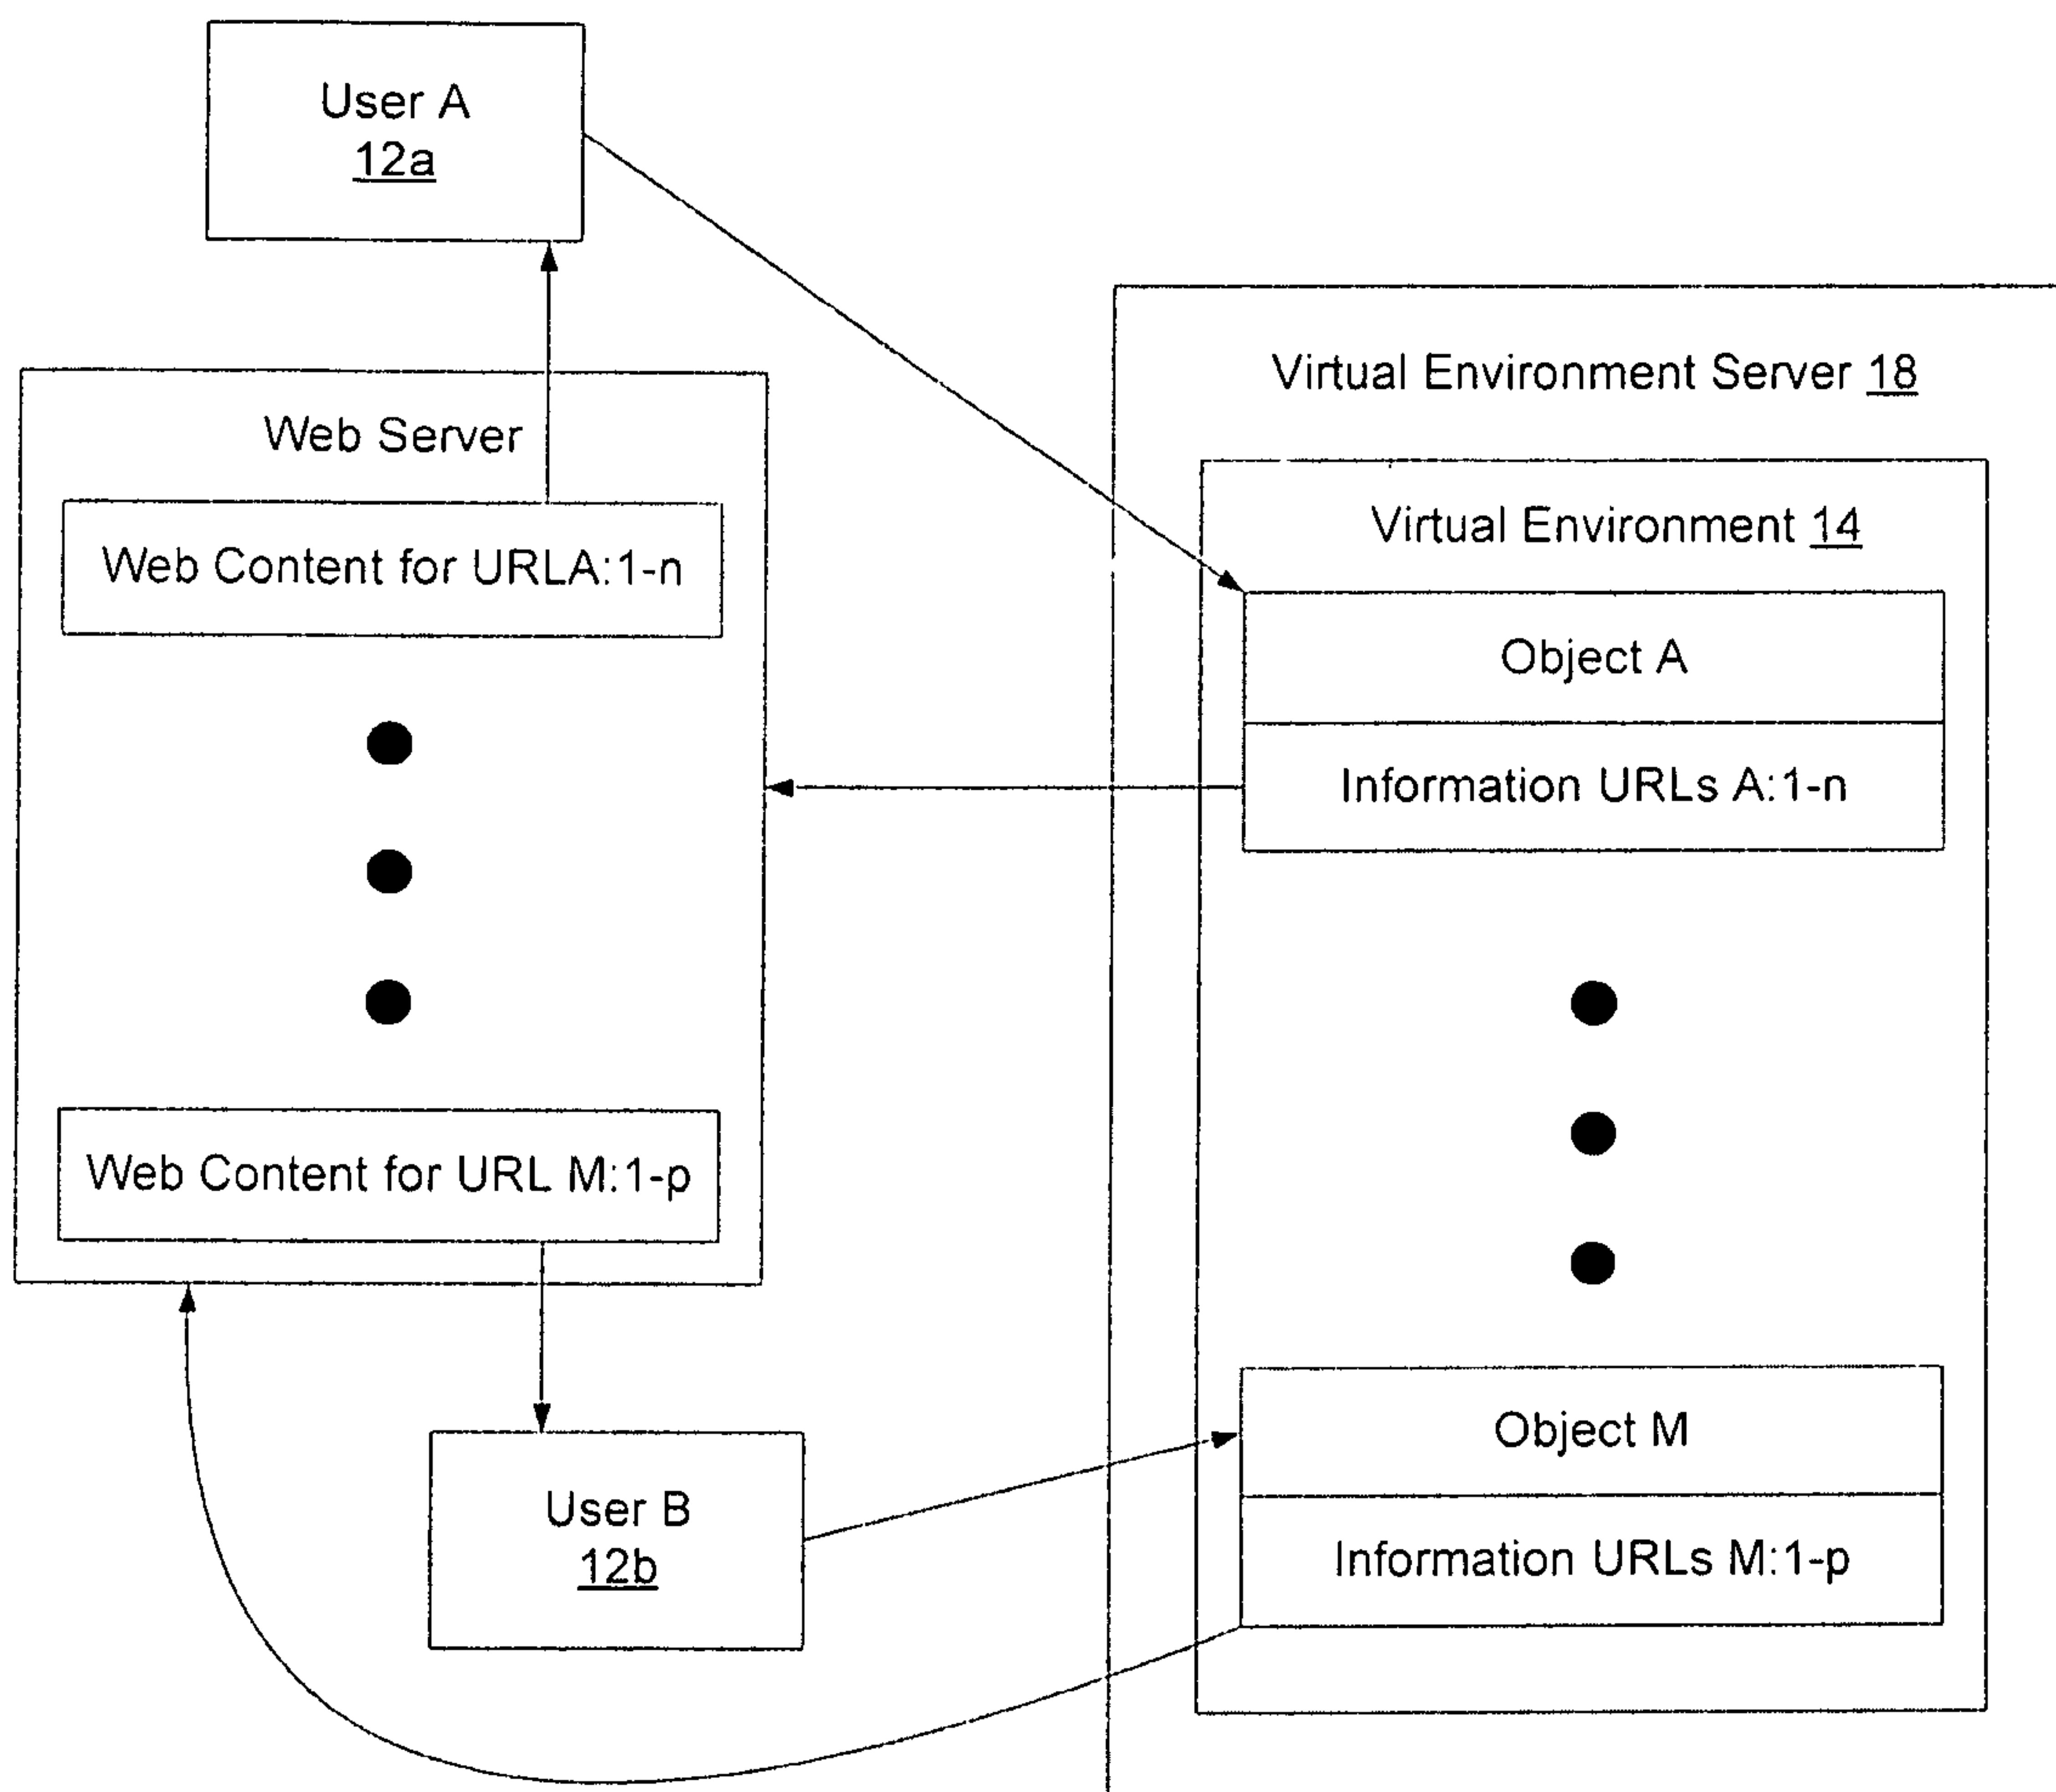 User A
12a
Virtual Environment Server 18
Web Server
Virtual Environment 14
Web Content for URLA:1-n
Object A
Information URLs A:1-n
Web Content for URL M:1-p
Object M
User B
12b
Information URLs M:1-p